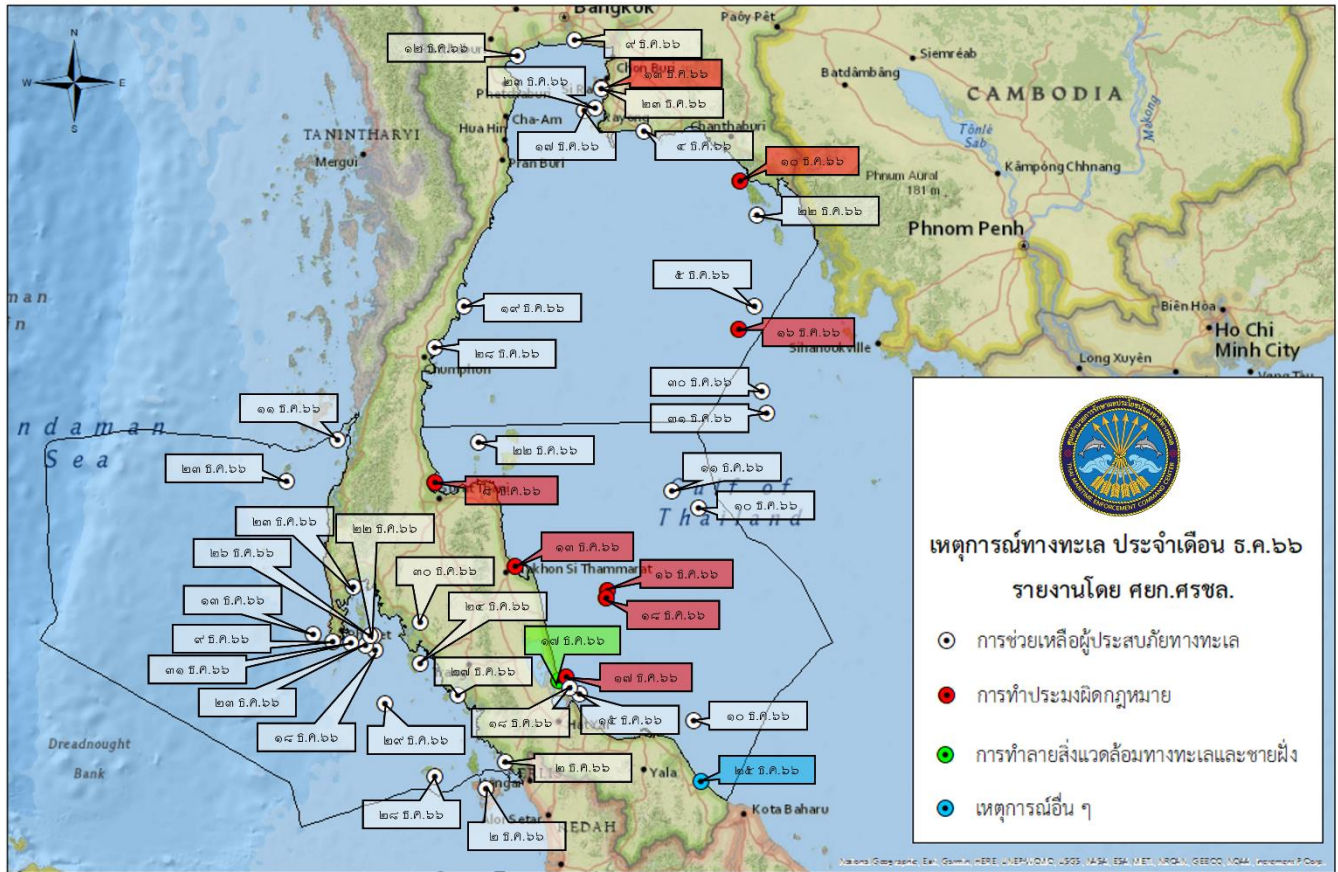 N
W
E
S
Bangkok
Paôy Pêt
๑๒ ธ.ค.๖๖
๙ ธ.ค.๖๖
Siemréab
Chon Buri
๒๓ ธ.ค.๖๖
๑๓ ธ.ค.๖๖
Batdâmbâng
๒๓ ธ.ค.๖๖
CAMBODIA
Mekong
TANINTHARYI
Hua Hin
Cha-Am
Rayong
Chanthaburi
Tônlé
Sab
Mergui
Pran Buri
๑๗ ธ.ค.๖๖
๔ ธ.ค.๖๖
๑๐ ธ.ค.๖๖
Phnum Aural
181 m
Kâmpóng Chhnang
๒๒ ธ.ค.๖๖
Phnom Penh
๕ ธ.ค.๖๖
๑๙ ธ.ค.๖๖
๑๖ ธ.ค.๖๖
Sihanoukville
Biên Hòa
Ho Chi
Minh City
๒๘ ธ.ค.๖๖
Long Xuyên
๓๐ ธ.ค.๖๖
๓๑ ธ.ค.๖๖
๑๑ ธ.ค.๖๖
๒๒ ธ.ค.๖๖
Sea
๒๓ ธ.ค.๖๖
๑๑ ธ.ค.๖๖
Gulf of
Thailand
๘ ธ.ค.๖๖
๑๐ ธ.ค.๖๖
๒๓ ธ.ค.๖๖
๒๒ ธ.ค.๖๖
๒๖ ธ.ค.๖๖
๓๐ ธ.ค.๖๖
๑๓ ธ.ค.๖๖
khon Si Thammarat
๑๖ ธ.ค.๖๖
๑๓ ธ.ค.๖๖
๒๔ ธ.ค.๖๖
๑๘ ธ.ค.๖๖
๙ ธ.ค.๖๖
๓๑ ธ.ค.๖๖
๑๗ ธ.ค.๖๖
๒๓ ธ.ค.๖๖
๒๗ ธ.ค.๖๖
๑๗ ธ.ค.๖๖
๑๘ ธ.ค.๖๖
๒๙ ธ.ค.๖๖
๑๘ ธ.ค.๖๖
๑๕ ธ.ค.๖๖
๑๐ ธ.ค.๖๖
Dreadnought
Bank
๒ ธ.ค.๖๖
Yala
๒๕ ธ.ค.๖๖
๒๘ ธ.ค.๖๖
๒ ธ.ค.๖๖
Alor Setar
KEDAH
Kota Baharu
THAI MARITIME ENFORCEMENT COMMAND CENTER
เหตุการณ์ทางทะเล ประจำเดือน ธ.ค.๖๖
รายงานโดย ศยก.ศรชล.
การช่วยเหลือผู้ประสบภัยทางทะเล
การทำประมงผิดกฎหมาย
การทำลายสิ่งแวดล้อมทางทะเลและชายฝั่ง
เหตุการณ์อื่น ๆ